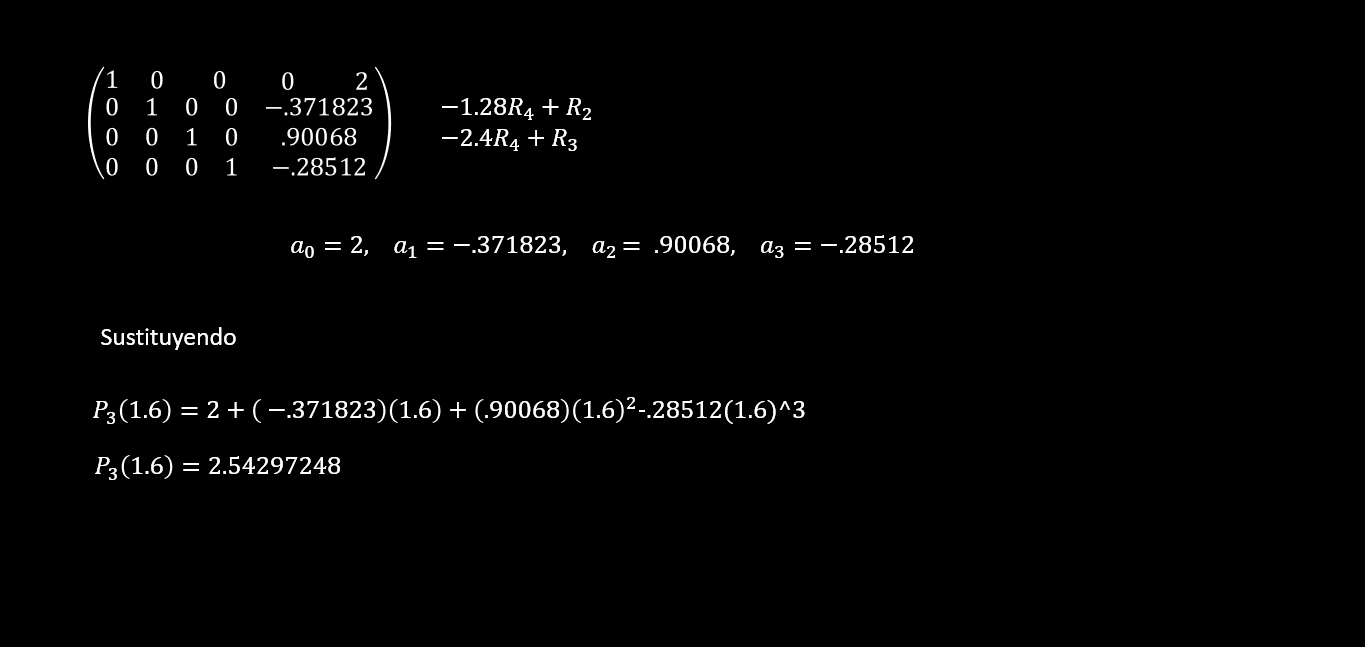 1 0 0 0 2
0 1 0 0 −.371823 −1.28R₄ + R₂
0 0 1 0 .90068 −2.4R₄ + R₃
0 0 0 1 −.28512
a₀ = 2, a₁ = −.371823, a₂ = .90068, a₃ = −.28512
Sustituyendo
P₃(1.6) = 2 + ( −.371823)(1.6) + (.90068)(1.6)²-.28512(1.6)^3
P₃(1.6) = 2.54297248